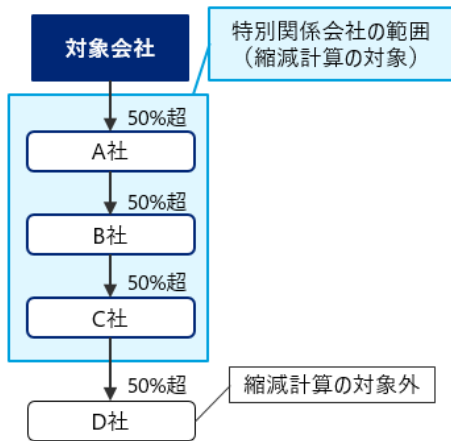 対象会社
特別関係会社の範囲
（縮減計算の対象）
50%超
A社
50%超
B社
50%超
C社
50%超
縮減計算の対象外
D社